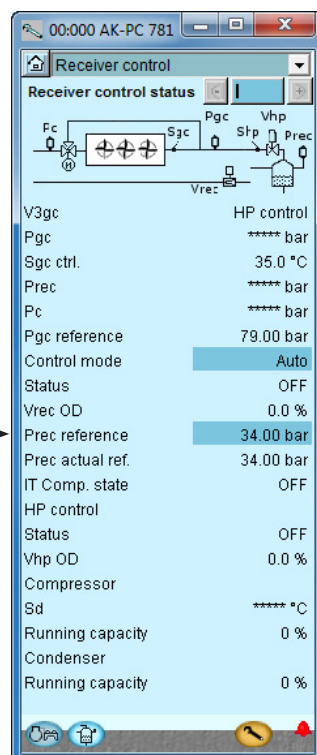 00:000 AK-PC 781
Receiver control
Receiver control status
Pc Sgc Pgc Shp Vhp Prec
M
Vrec
V3gc HP control
Pgc ***** bar
Sgc ctrl. 35.0 °C
Prec ***** bar
Pc ***** bar
Pgc reference 79.00 bar
Control mode Auto
Status OFF
Vrec OD 0.0 %
Prec reference 34.00 bar
Prec actual ref. 34.00 bar
IT Comp. state OFF
HP control
Status OFF
Vhp OD 0.0 %
Compressor
Sd ***** °C
Running capacity 0 %
Condenser
Running capacity 0 %